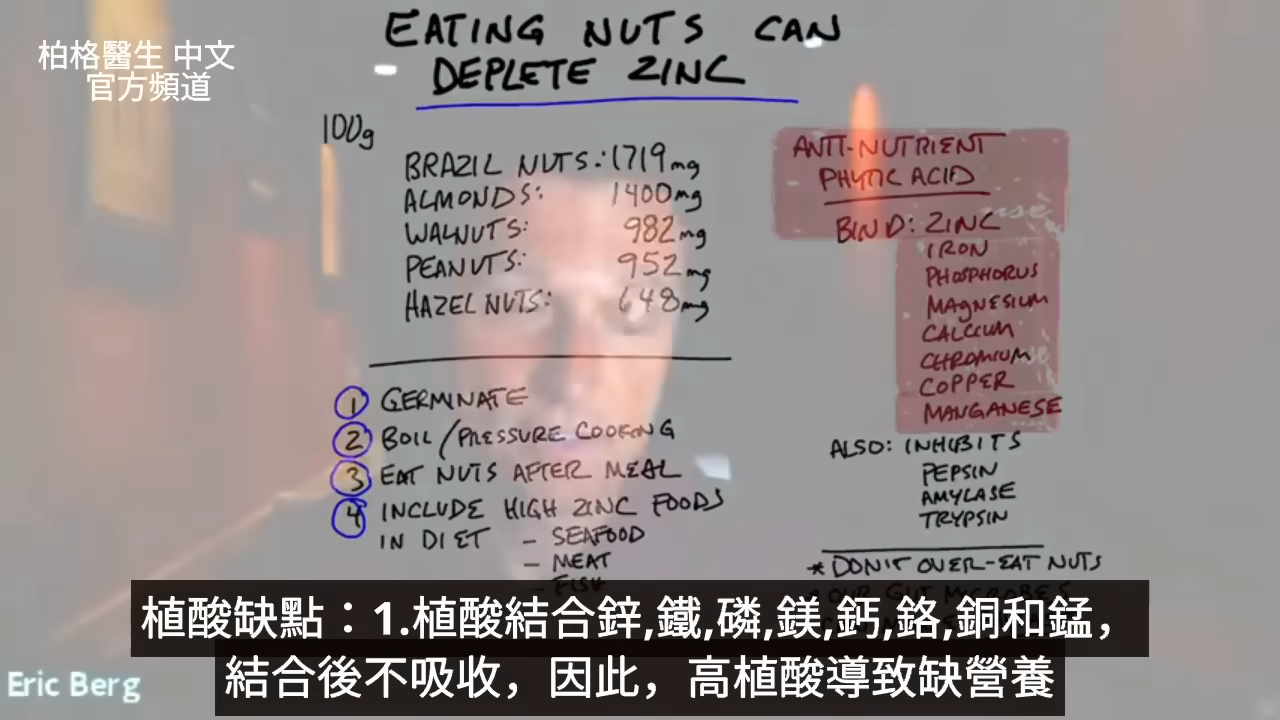 柏格醫生 中文
官方頻道
EATING NUTS CAN
DEPLETE ZINC
100g
BRAZIL NUTS: 1719mg
ALMONDS: 1400mg
WALNUTS: 982mg
PEANUTS: 952mg
HAZEL NUTS: 648mg
1 GERMINATE
2 BOIL/PRESSURE COOKING
3 EAT NUTS AFTER MEAL
4 INCLUDE HIGH ZINC FOODS
IN DIET - SEAFOOD
- MEAT
- FISH
ANTI-NUTRIENT
PHYTIC ACID
BIND: ZINC
IRON
PHOSPHORUS
MAGNESIUM
CALCIUM
CHROMIUM
COPPER
MANGANESE
ALSO: INHIBITS
PEPSIN
AMYLASE
TRYPSIN
* DON'T OVER-EAT NUTS
OUR GUT MICROBES
植酸缺點：1.植酸結合鋅,鐵,磷,鎂,鈣,鉻,銅和錳，
結合後不吸收，因此，高植酸導致缺營養
Eric Berg